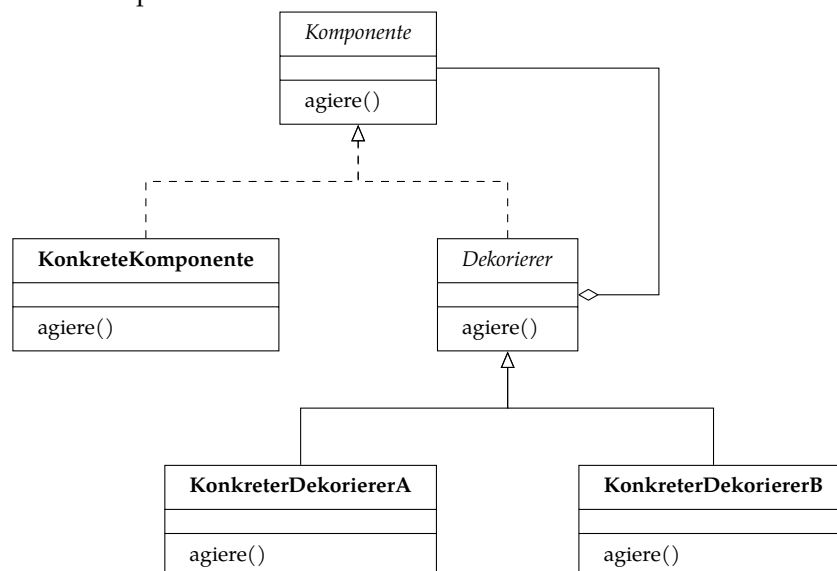 Komponente
agiere()
KonkreteKomponente
agiere()
Dekorierer
agiere()
KonkreterDekoriererA
agiere()
KonkreterDekoriererB
agiere()